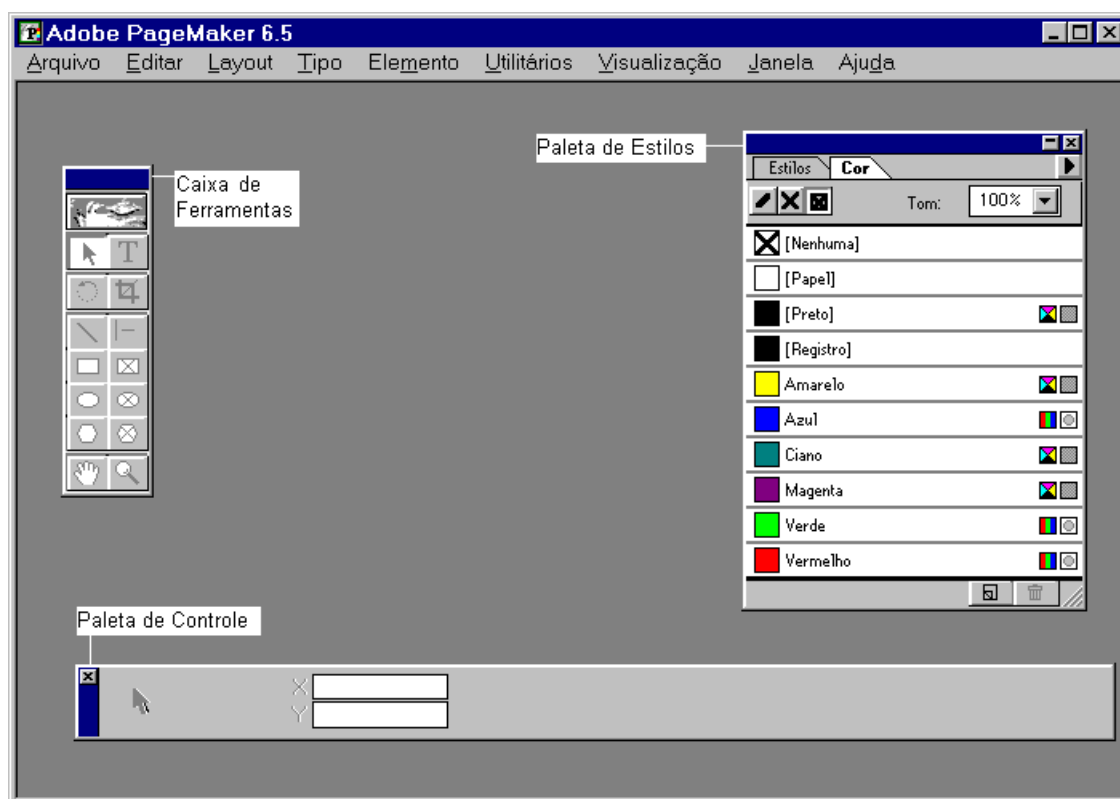 Adobe PageMaker 6.5
Arquivo Editar Layout Tipo Elemento Utilitários Visualização Janela Ajuda
Paleta de Estilos
Caixa de
Ferramentas
T
Estilos Cor
Tom: 100%
[Nenhuma]
[Papel]
[Preto]
[Registro]
Amarelo
Azul
Ciano
Magenta
Verde
Vermelho
Paleta de Controle
X
Y